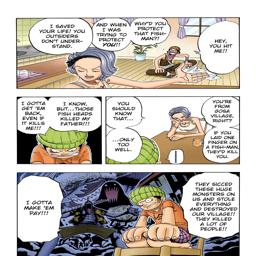 I SAVED
YOUR LIFE! YOU
OUTSIDERS
DON'T UNDER-
STAND.
AND WHEN
I WAS
TRYING TO
PROTECT
YOU!!
WHY'D YOU
PROTECT
THAT FISH-
MAN?!
HEY,
YOU HIT
ME!!
I GOTTA
GET 'EM
BACK,
EVEN IF
IT KILLS
ME!!!
I KNOW,
BUT...THOSE
FISH HEADS
KILLED MY
FATHER!!!
YOU
SHOULD
KNOW
THAT...
...ONLY
TOO
WELL.
YOU'RE
FROM
GOSA
VILLAGE,
RIGHT?
IF YOU
LAID ONE
FINGER ON
A FISH-MAN,
THEY'D KILL
YOU.
I GOTTA
MAKE 'EM
PAY!!!
THEY SICCED
THESE HUGE
MONSTERS ON
US AND STOLE
EVERYTHING
AND DESTROYED
OUR VILLAGE!!
THEY KILLED
A LOT OF
PEOPLE!!